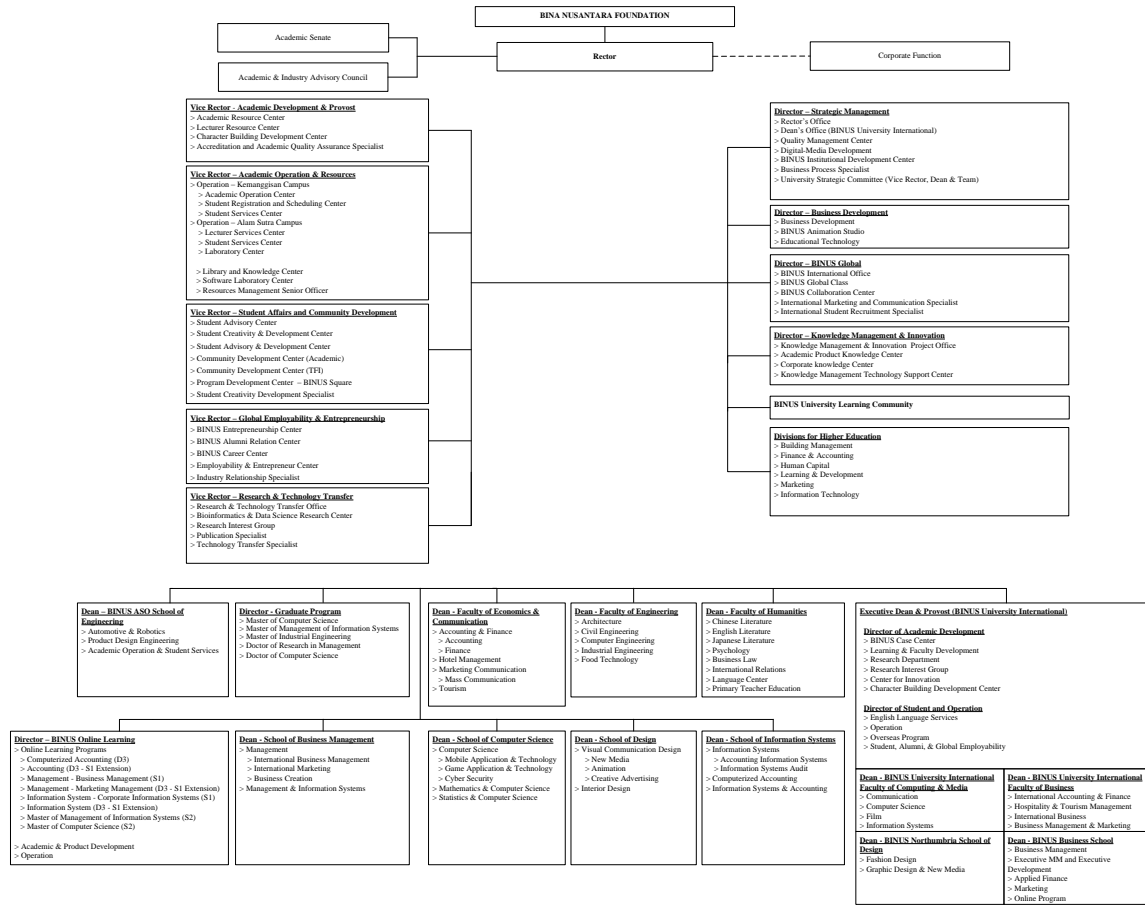 BINA NUSANTARA FOUNDATION
Academic Senate
Rector
Corporate Function
Academic & Industry Advisory Council
Vice Rector - Academic Development & Provost
> Academic Resource Center
> Lecturer Resource Center
> Character Building Development Center
> Accreditation and Academic Quality Assurance Specialist
Vice Rector – Academic Operation & Resources
> Operation – Kemanggisan Campus
> Academic Operation Center
> Student Registration and Scheduling Center
> Student Services Center
> Operation – Alam Sutra Campus
> Lecturer Services Center
> Student Services Center
> Laboratory Center
> Library and Knowledge Center
> Software Laboratory Center
> Resources Management Senior Officer
Vice Rector – Student Affairs and Community Development
> Student Advisory Center
> Student Creativity & Development Center
> Student Advisory & Development Center
> Community Development Center (Academic)
> Community Development Center (TFI)
> Program Development Center – BINUS Square
> Student Creativity Development Specialist
Vice Rector – Global Employability & Entrepreneurship
> BINUS Entrepreneurship Center
> BINUS Alumni Relation Center
> BINUS Career Center
> Employability & Entrepreneur Center
> Industry Relationship Specialist
Vice Rector – Research & Technology Transfer
> Research & Technology Transfer Office
> Bioinformatics & Data Science Research Center
> Research Interest Group
> Publication Specialist
> Technology Transfer Specialist
Director – Strategic Management
> Rector's Office
> Dean's Office (BINUS University International)
> Quality Management Center
> Digital-Media Development
> BINUS Institutional Development Center
> Business Process Specialist
> University Strategic Committee (Vice Rector, Dean & Team)
Director – Business Development
> Business Development
> BINUS Animation Studio
> Educational Technology
Director – BINUS Global
> BINUS International Office
> BINUS Global Class
> BINUS Collaboration Center
> International Marketing and Communication Specialist
> International Student Recruitment Specialist
Director – Knowledge Management & Innovation
> Knowledge Management & Innovation Project Office
> Academic Product Knowledge Center
> Corporate knowledge Center
> Knowledge Management Technology Support Center
BINUS University Learning Community
Divisions for Higher Education
> Building Management
> Finance & Accounting
> Human Capital
> Learning & Development
> Marketing
> Information Technology
Dean – BINUS ASO School of
Engineering
> Automotive & Robotics
> Product Design Engineering
> Academic Operation & Student Services
Director - Graduate Program
> Master of Computer Science
> Master of Management of Information Systems
> Master of Industrial Engineering
> Doctor of Research in Management
> Doctor of Computer Science
Dean - Faculty of Economics &
Communication
> Accounting & Finance
> Accounting
> Finance
> Hotel Management
> Marketing Communication
> Mass Communication
> Tourism
Dean - Faculty of Engineering
> Architecture
> Civil Engineering
> Computer Engineering
> Industrial Engineering
> Food Technology
Dean - Faculty of Humanities
> Chinese Literature
> English Literature
> Japanese Literature
> Psychology
> Business Law
> International Relations
> Language Center
> Primary Teacher Education
Executive Dean & Provost (BINUS University International)
Director of Academic Development
> BINUS Case Center
> Learning & Faculty Development
> Research Department
> Research Interest Group
> Center for Innovation
> Character Building Development Center
Director of Student and Operation
> English Language Services
> Operation
> Overseas Program
> Student, Alumni, & Global Employability
Director – BINUS Online Learning
> Online Learning Programs
> Computerized Accounting (D3)
> Accounting (D3 - S1 Extension)
> Management - Business Management (S1)
> Management - Marketing Management (D3 - S1 Extension)
> Information System - Corporate Information Systems (S1)
> Information System (D3 - S1 Extension)
> Master of Management of Information Systems (S2)
> Master of Computer Science (S2)
> Academic & Product Development
> Operation
Dean - School of Business Management
> Management
> International Business Management
> International Marketing
> Business Creation
> Management & Information Systems
Dean - School of Computer Science
> Computer Science
> Mobile Application & Technology
> Game Application & Technology
> Cyber Security
> Mathematics & Computer Science
> Statistics & Computer Science
Dean - School of Design
> Visual Communication Design
> New Media
> Animation
> Creative Advertising
> Interior Design
Dean - School of Information Systems
> Information Systems
> Accounting Information Systems
> Information Systems Audit
> Computerized Accounting
> Information Systems & Accounting
Dean - BINUS University International
Faculty of Computing & Media
> Communication
> Computer Science
> Film
> Information Systems
Dean - BINUS University International
Faculty of Business
> International Accounting & Finance
> Hospitality & Tourism Management
> International Business
> Business Management & Marketing
Dean - BINUS Northumbria School of
Design
> Fashion Design
> Graphic Design & New Media
Dean - BINUS Business School
> Business Management
> Executive MM and Executive
Development
> Applied Finance
> Marketing
> Online Program